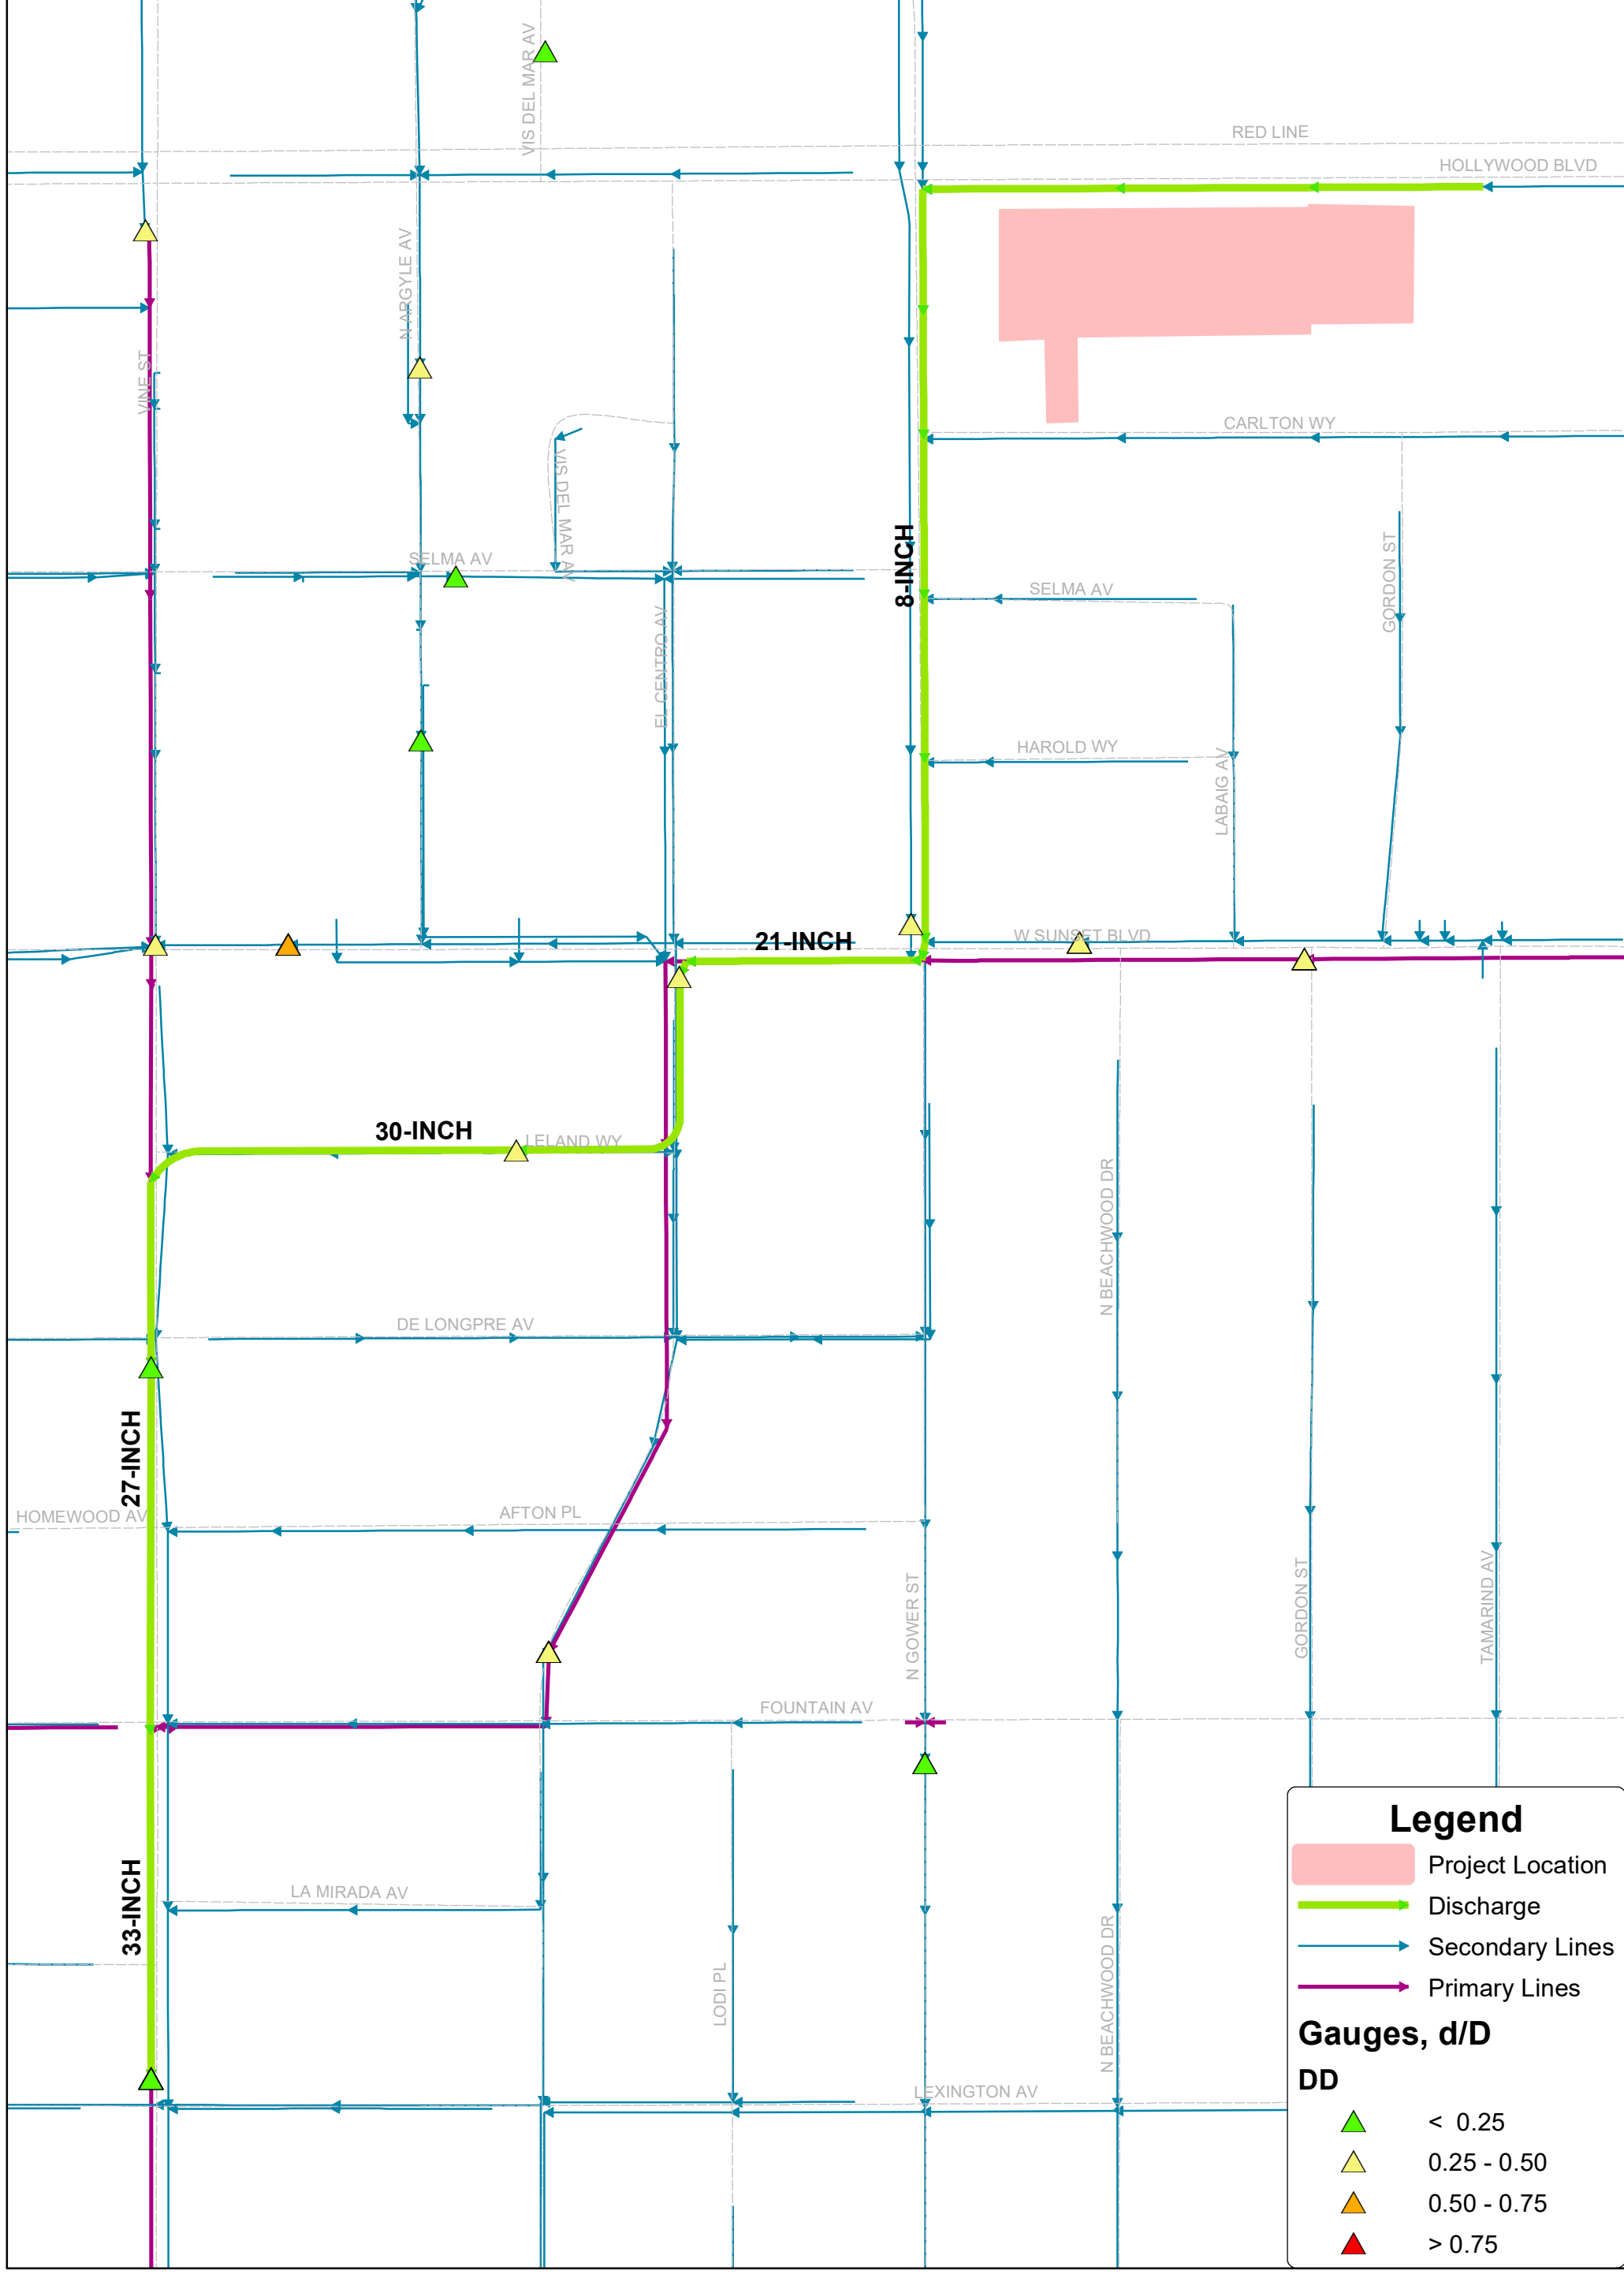 VIS DEL MAR AV
RED LINE
HOLLYWOOD BLVD
N ARGYLE AV
VINE ST
CARLTON WY
VIS DEL MAR AV
8-INCH
GORDON ST
SELMA AV
SELMA AV
EL CENTRO AV
HAROLD WY
LABAIG AV
21-INCH
W SUNSET BLVD
30-INCH
LELAND WY
N BEACHWOOD DR
DE LONGPRE AV
27-INCH
HOMEWOOD AV
AFTON PL
N GOWER ST
GORDON ST
TAMARIND AV
FOUNTAIN AV
33-INCH
LA MIRADA AV
LODI PL
N BEACHWOOD DR
LEXINGTON AV
Legend
Project Location
Discharge
Secondary Lines
Primary Lines
Gauges, d/D
DD
< 0.25
0.25 - 0.50
0.50 - 0.75
> 0.75